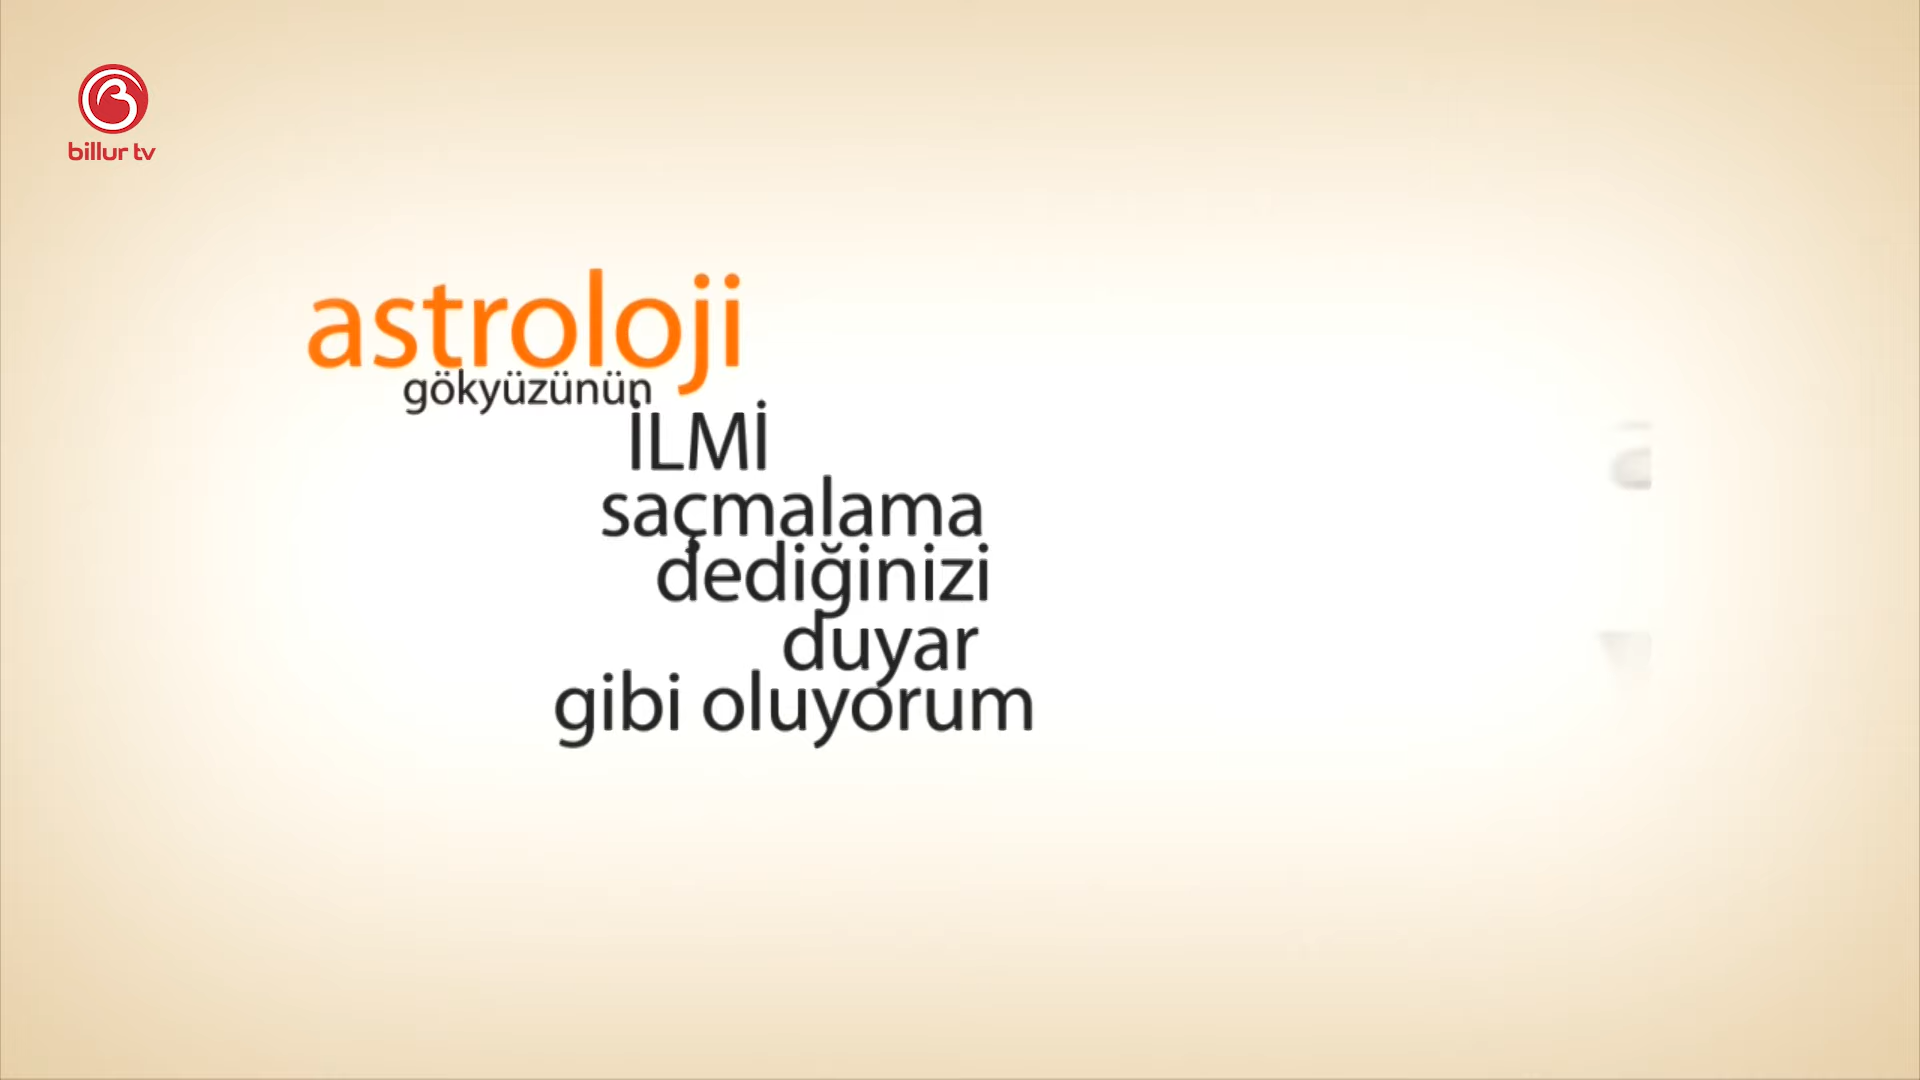 billur tv
astroloji
gökyüzünün
İLMİ
saçmalama
dediğinizi
duyar
gibi oluyorum